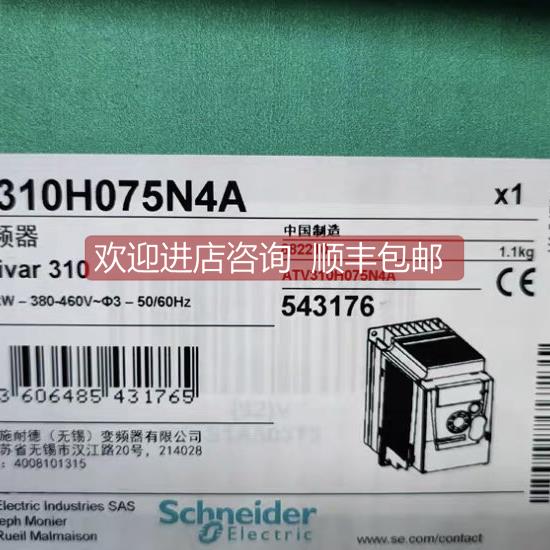 310H075N4A
x1
频器
中国制造
ivar 310
欢迎进店咨询 顺丰包邮
1.1kg
ATV310H075N4A
W – 380-460V~Φ3 – 50/60Hz
543176
CE
3 606485 431765
施耐德（无锡）变频器有限公司
苏省无锡市汉江路20号，214028
: 4008101315
Electric Industries SAS
eph Monier
Rueil Malmaison
Schneider
Electric
www.se.com/contact